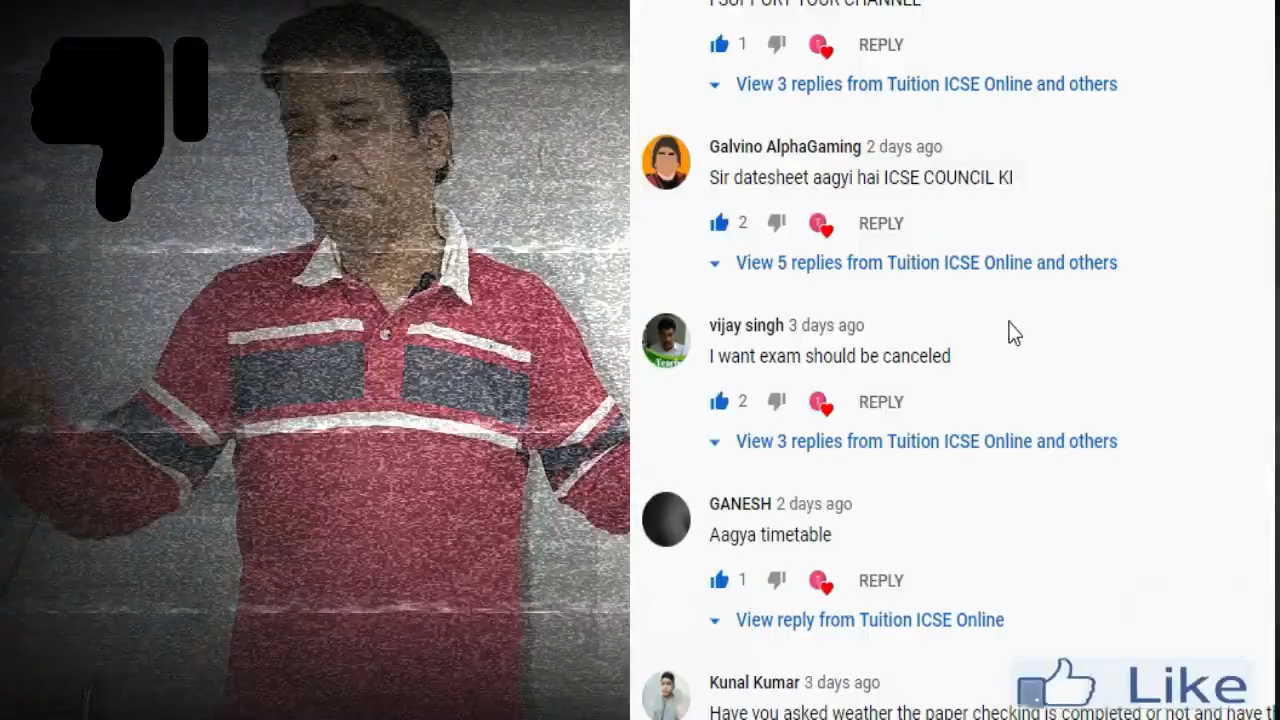 I SUPPORT YOUR CHANNEL
1 REPLY
View 3 replies from Tuition ICSE Online and others
Galvino AlphaGaming 2 days ago
Sir datesheet aagyi hai ICSE COUNCIL KI
2 REPLY
View 5 replies from Tuition ICSE Online and others
vijay singh 3 days ago
I want exam should be canceled
2 REPLY
View 3 replies from Tuition ICSE Online and others
GANESH 2 days ago
Aagya timetable
1 REPLY
View reply from Tuition ICSE Online
Kunal Kumar 3 days ago
Like
Have you asked weather the paper checking is completed or not and have th